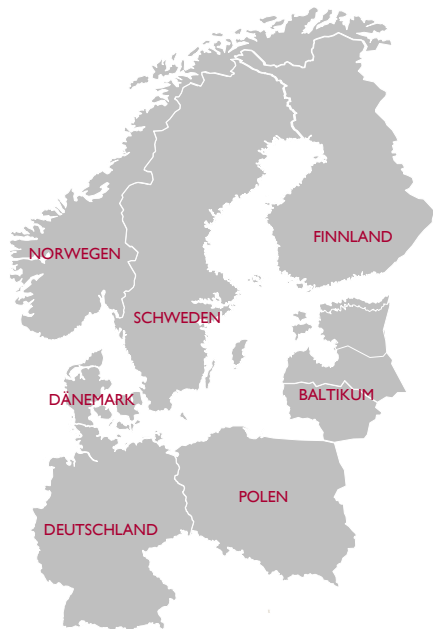 FINNLAND
NORWEGEN
SCHWEDEN
DÄNEMARK
BALTIKUM
POLEN
DEUTSCHLAND